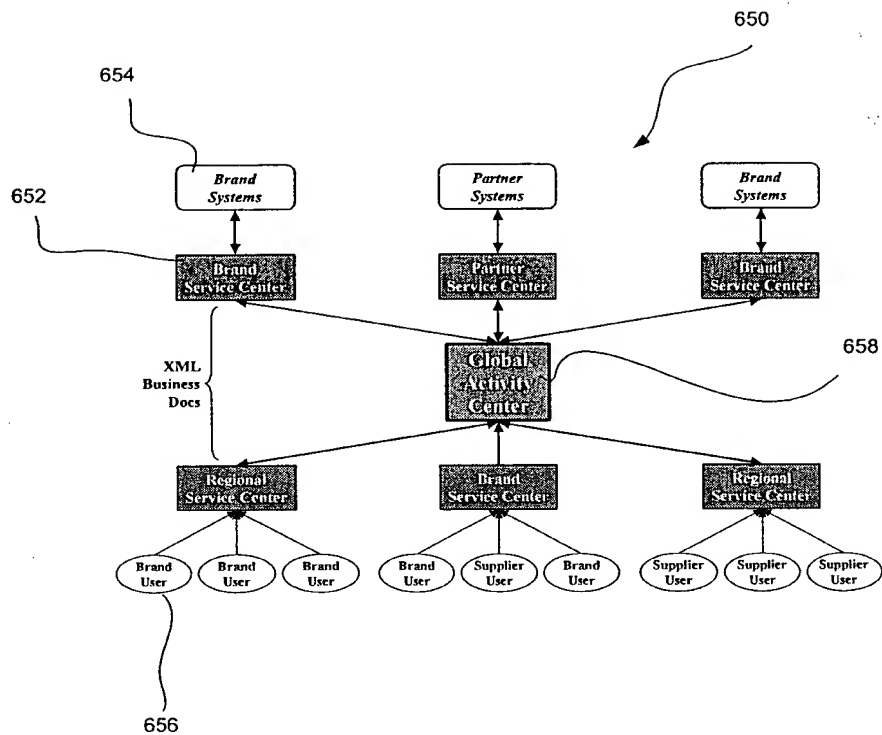 650
654
Brand
Systems
Partner
Systems
Brand
Systems
652
Brand
Service Center
Partner
Service Center
Brand
Service Center
XML
Business
Docs
Global
Activity
Center
658
Regional
Service Center
Brand
Service Center
Regional
Service Center
Brand
User
Brand
User
Brand
User
Brand
User
Supplier
User
Brand
User
Supplier
User
Supplier
User
Supplier
User
656